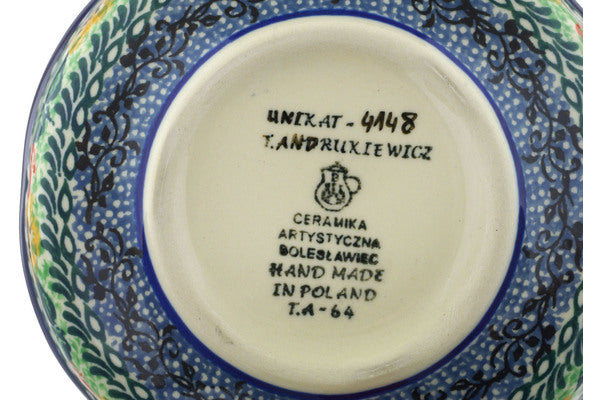 UNIKAT - 4148
T.ANDRUKIEWICZ
CERAMIKA
ARTYSTYCZNA
BOLESŁAWIEC
HAND MADE
IN POLAND
T.A-64